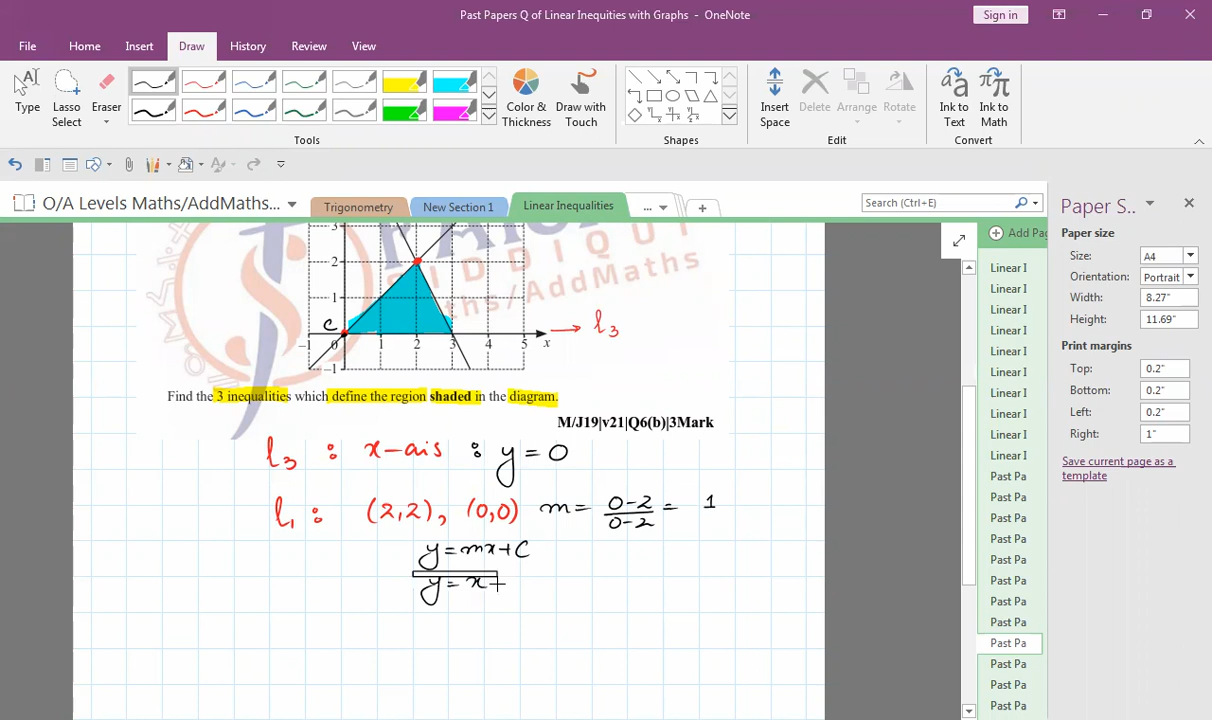 Past Papers Q of Linear Inequities with Graphs - OneNote
Sign in
File Home Insert Draw History Review View
Type
Lasso Select
Eraser
Color & Thickness
Draw with Touch
Insert Space
Delete
Arrange
Rotate
Ink to Text
Ink to Math
Tools
Shapes
Edit
Convert
O/A Levels Maths/AddMaths...
Trigonometry
New Section 1
Linear Inequalities
...
Search (Ctrl+E)
Add Pag
Linear I
Linear I
Linear I
Linear I
Linear I
Linear I
Linear I
Linear I
Linear I
Linear I
Past Pa
Past Pa
Past Pa
Past Pa
Past Pa
Past Pa
Past Pa
Past Pa
Past Pa
Past Pa
Past Pa
Past Pa
Paper S...
Paper size
Size: A4
Orientation: Portrait
Width: 8.27"
Height: 11.69"
Print margins
Top: 0.2"
Bottom: 0.2"
Left: 0.2"
Right: 1"
Save current page as a template
SIDDIQUI
Maths/AddMaths
3
2
1
C
–1 0 1 2 3 4 5 x
–1
→ l₃
Find the 3 inequalities which define the region shaded in the diagram.
M/J19|v21|Q6(b)|3Mark
l₃ : x-ais : y = 0
l₁ : (2,2), (0,0) m = (0-2)/(0-2) = 1
y = mx+C
y = x +